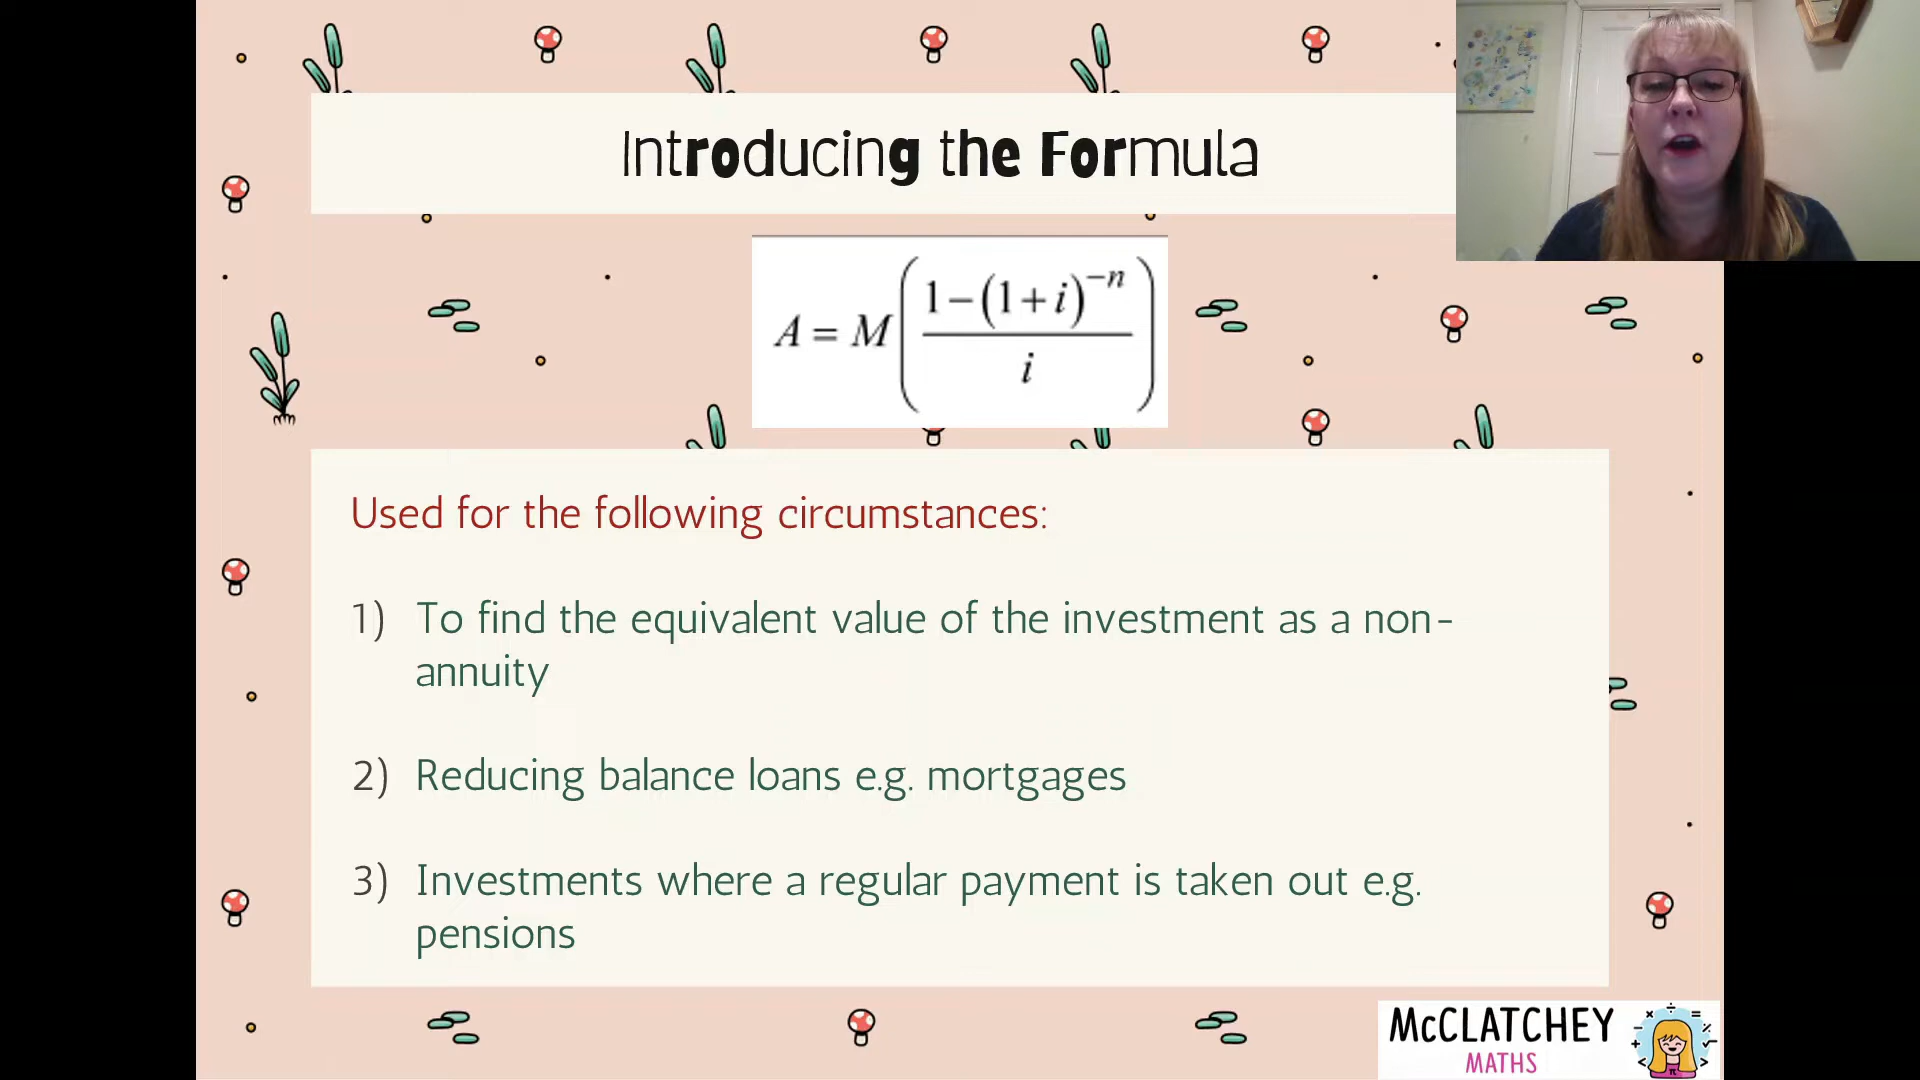 Introducing the Formula
A = M ( 1 − (1 + i)^−n / i )
Used for the following circumstances:
1) To find the equivalent value of the investment as a non-
annuity
2) Reducing balance loans e.g. mortgages
3) Investments where a regular payment is taken out e.g.
pensions
McCLATCHEY
MATHS